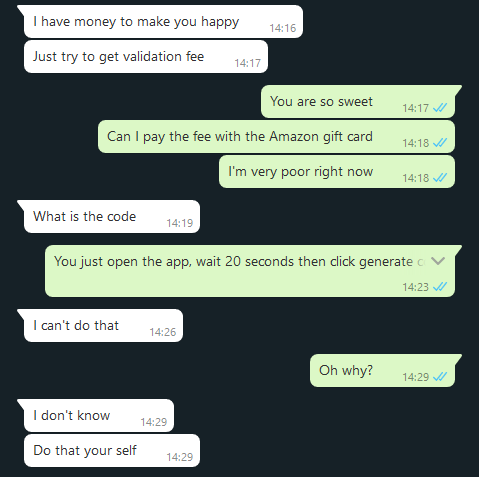 I have money to make you happy
14:16
Just try to get validation fee
14:17
You are so sweet
14:17
Can I pay the fee with the Amazon gift card
14:18
I'm very poor right now
14:18
What is the code
14:19
You just open the app, wait 20 seconds then click generate
14:23
I can't do that
14:26
Oh why?
14:29
I don't know
14:29
Do that your self
14:29